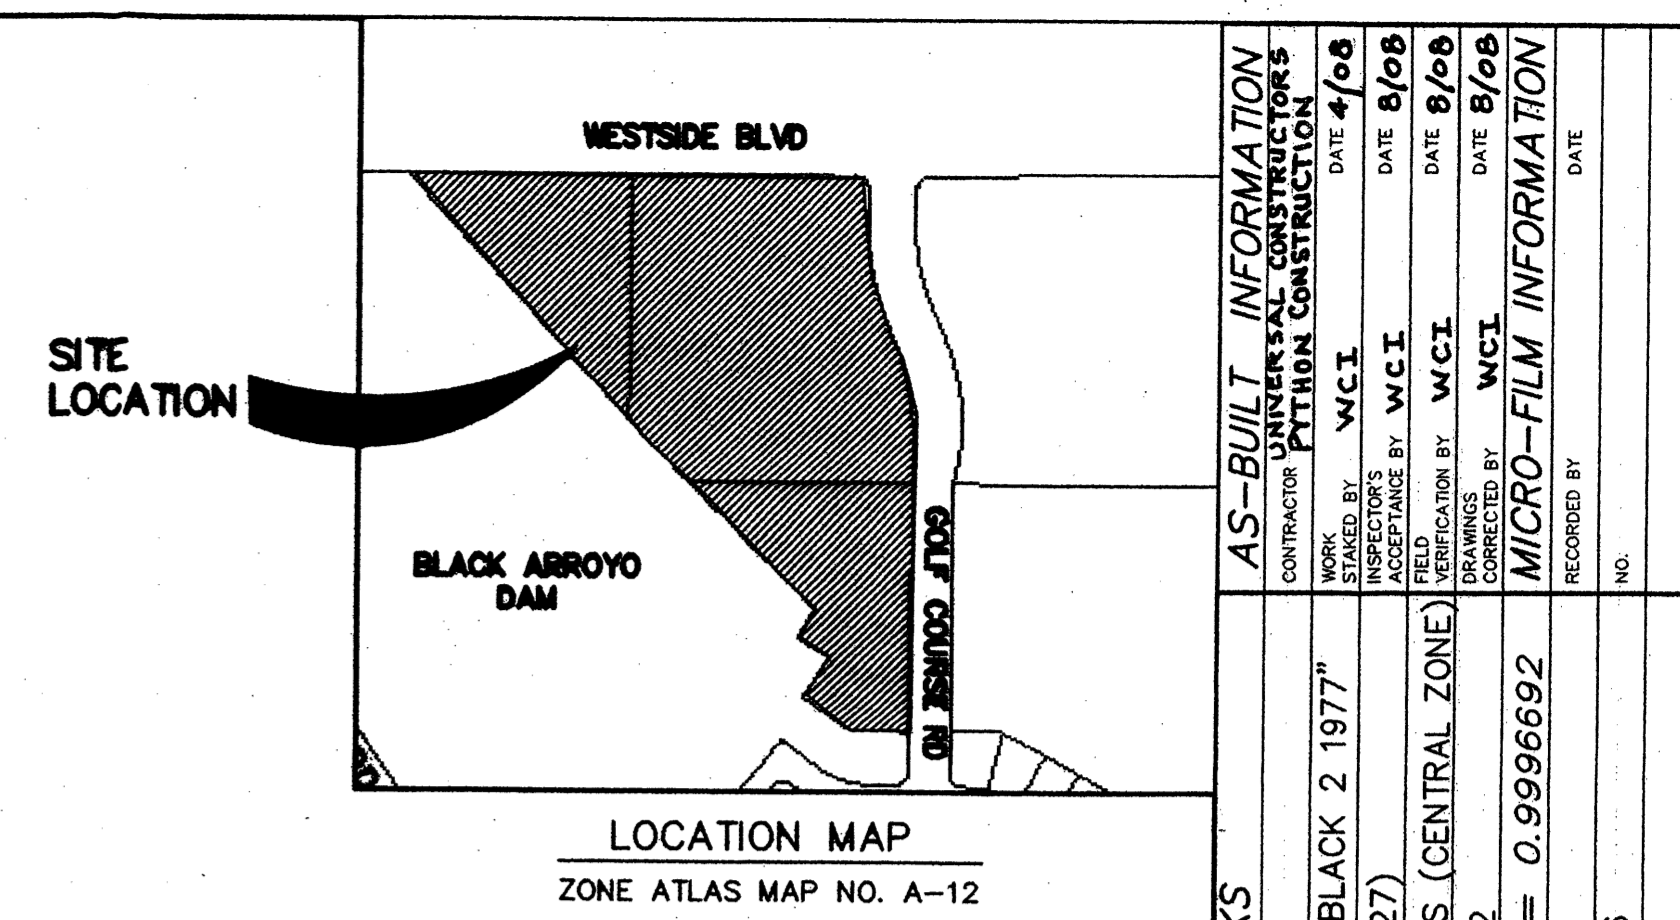 WESTSIDE BLVD
SITE
LOCATION
BLACK ARROYO
DAM
GOLF COURSE RD
LOCATION MAP
ZONE ATLAS MAP NO. A-12
AS-BUILT INFORMATION
CONTRACTOR UNIVERSAL CONSTRUCTORS
PYTHON CONSTRUCTION
WORK
STAKED BY WCI DATE 4/08
INSPECTOR'S
ACCEPTANCE BY WCI DATE 8/08
FIELD
VERIFICATION BY WCI DATE 8/08
DRAWINGS
CORRECTED BY WCI DATE 8/08
MICRO-FILM INFORMATION
RECORDED BY DATE
NO.
KS
BLACK 2 1977"
27)
S (CENTRAL ZONE)
= 0.9996692